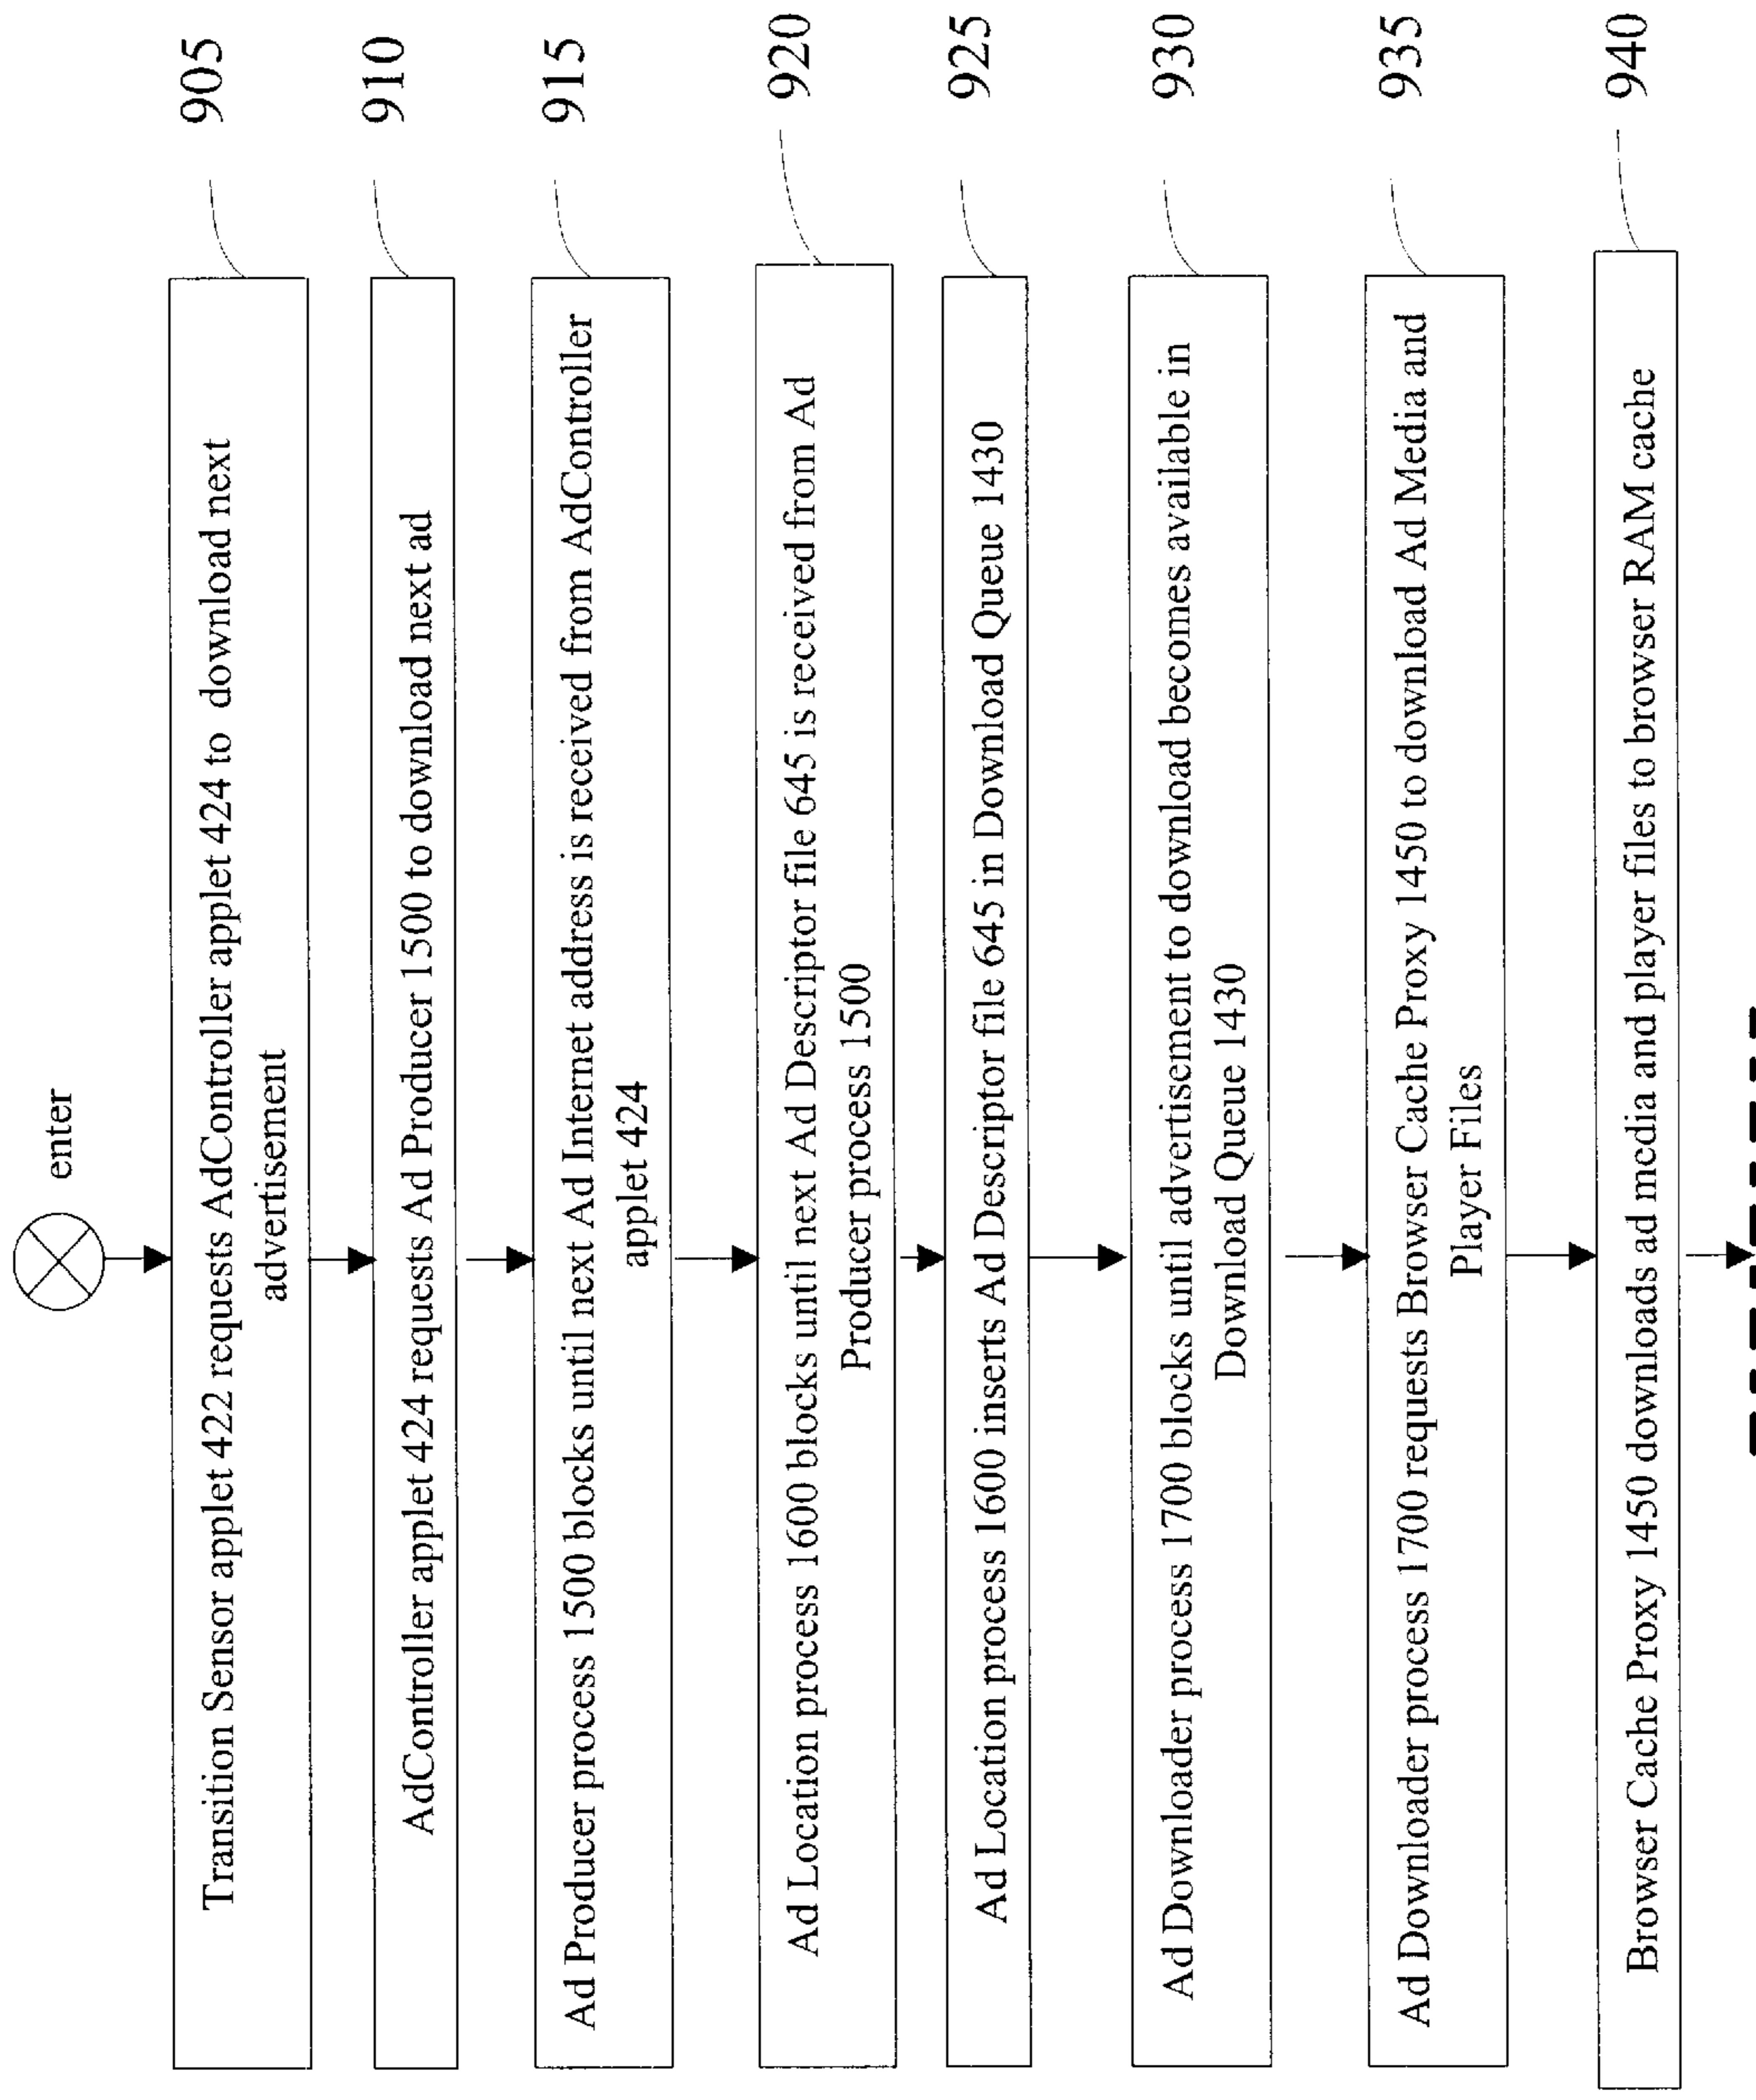 enter
Transition Sensor applet 422 requests AdController applet 424 to download next
advertisement
905
AdController applet 424 requests Ad Producer 1500 to download next ad
910
Ad Producer process 1500 blocks until next Ad Internet address is received from AdController
applet 424
915
Ad Location process 1600 blocks until next Ad Descriptor file 645 is received from Ad
Producer process 1500
920
Ad Location process 1600 inserts Ad Descriptor file 645 in Download Queue 1430
925
Ad Downloader process 1700 blocks until advertisement to download becomes available in
Download Queue 1430
930
Ad Downloader process 1700 requests Browser Cache Proxy 1450 to download Ad Media and
Player Files
935
Browser Cache Proxy 1450 downloads ad media and player files to browser RAM cache
940